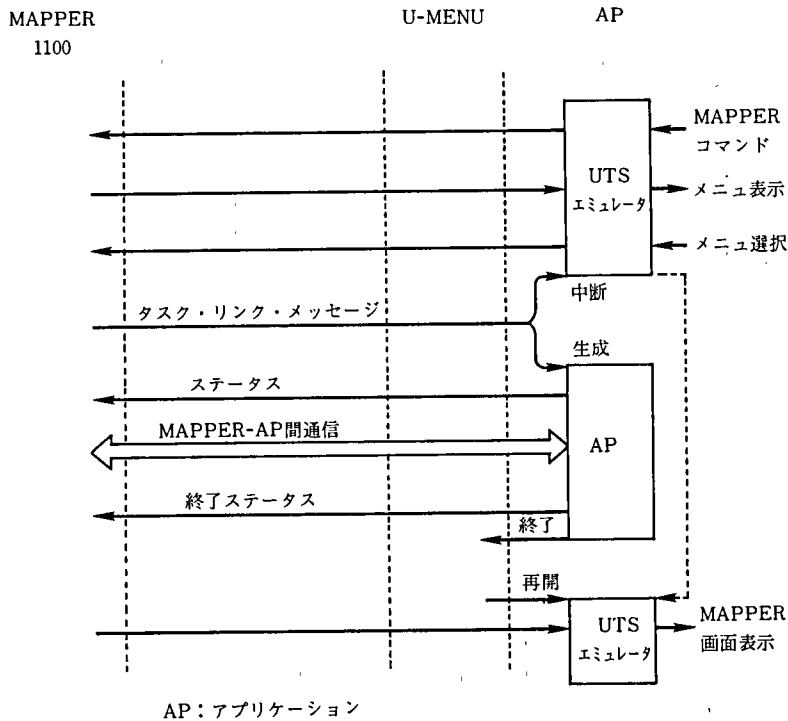 MAPPER
1100
U-MENU
AP
UTS
エミュレータ
MAPPER
コマンド
メニュー表示
メニュー選択
中断
タスク・リンク・メッセージ
生成
ステータス
MAPPER-AP間通信
AP
終了ステータス
終了
再開
UTS
エミュレータ
MAPPER
画面表示
AP：アプリケーション